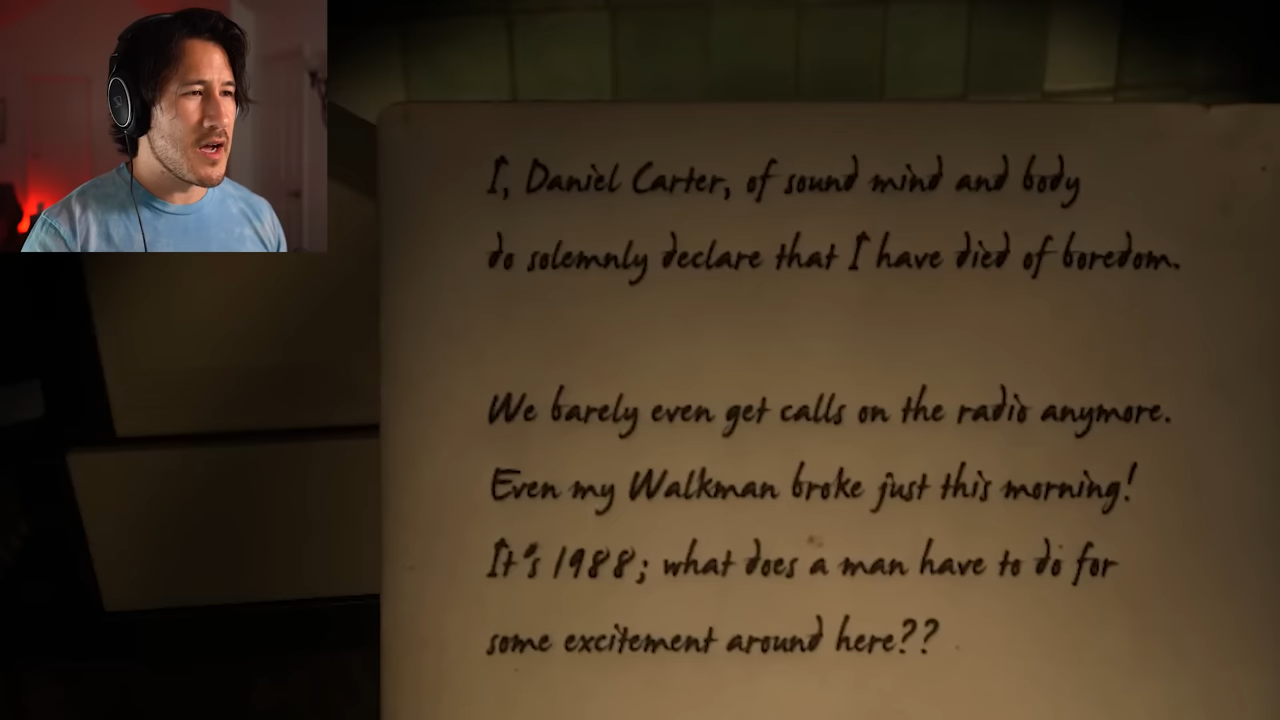 I, Daniel Carter, of sound mind and body
do solemnly declare that I have died of boredom.
We barely even get calls on the radio anymore.
Even my Walkman broke just this morning!
It's 1988; what does a man have to do for
some excitement around here??